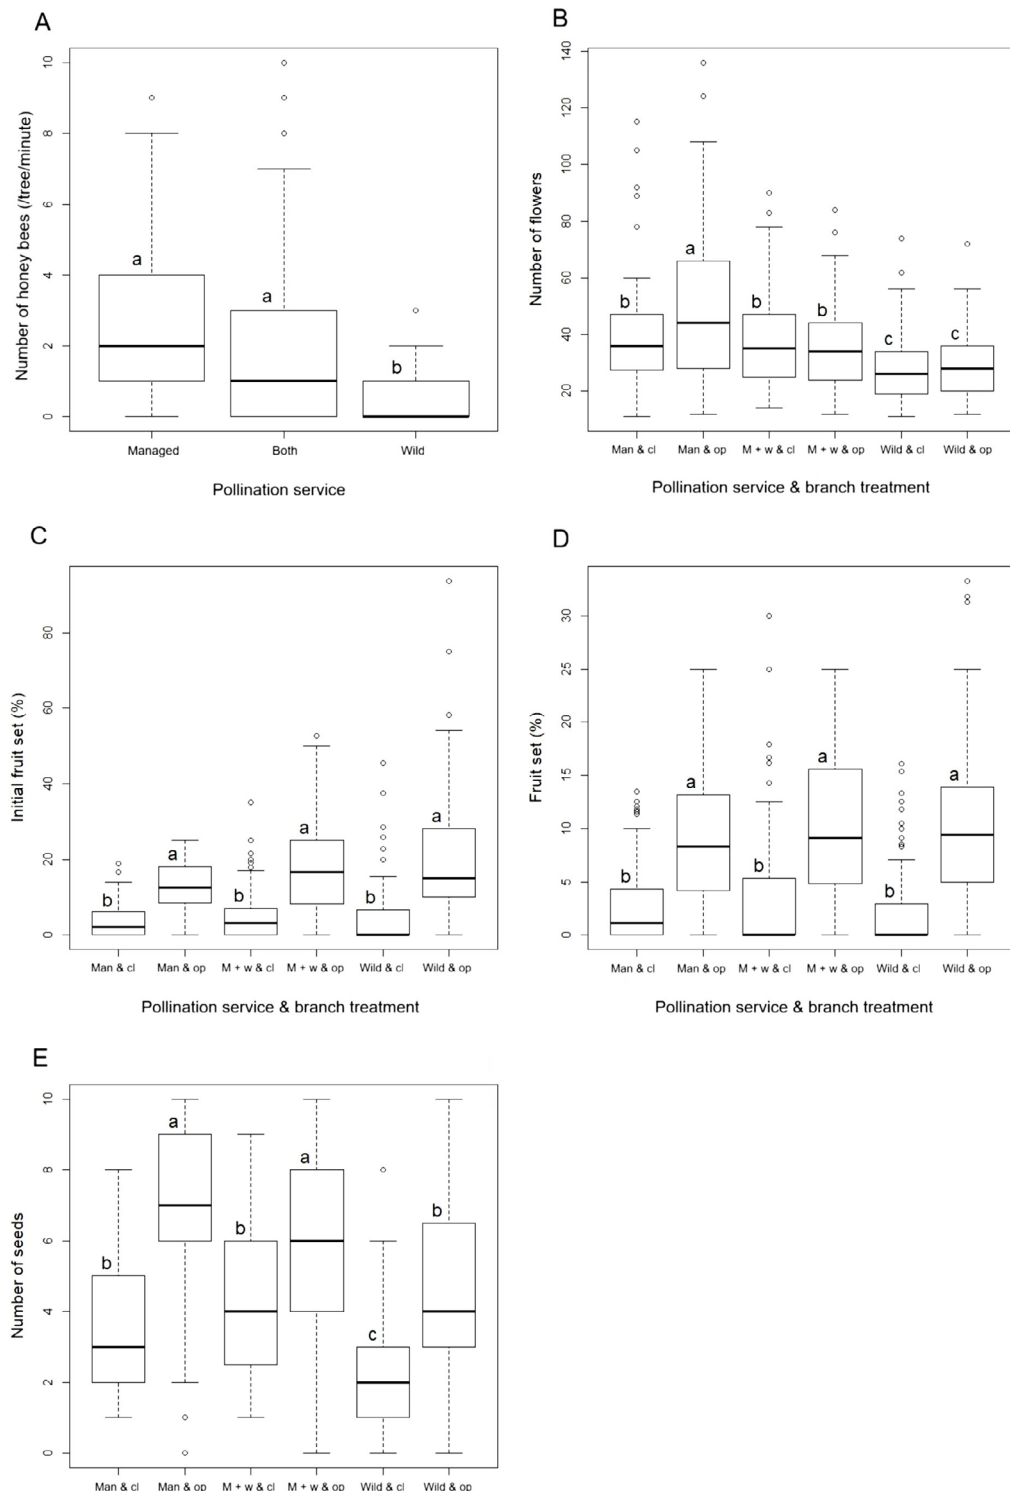 A
Number of honey bees (/tree/minute)
10
8
6
4
2
0
a
a
b
Managed Both Wild
Pollination service
B
Number of flowers
140
120
100
80
60
40
20
b
a
b
b
c
c
Man & cl Man & op M + w & cl M + w & op Wild & cl Wild & op
Pollination service & branch treatment
C
Initial fruit set (%)
80
60
40
20
0
b
a
b
a
b
a
Man & cl Man & op M + w & cl M + w & op Wild & cl Wild & op
Pollination service & branch treatment
D
Fruit set (%)
30
25
20
15
10
5
0
b
a
b
a
b
a
Man & cl Man & op M + w & cl M + w & op Wild & cl Wild & op
Pollination service & branch treatment
E
Number of seeds
10
8
6
4
2
0
b
a
b
a
c
b
Man & cl Man & op M + w & cl M + w & op Wild & cl Wild & op